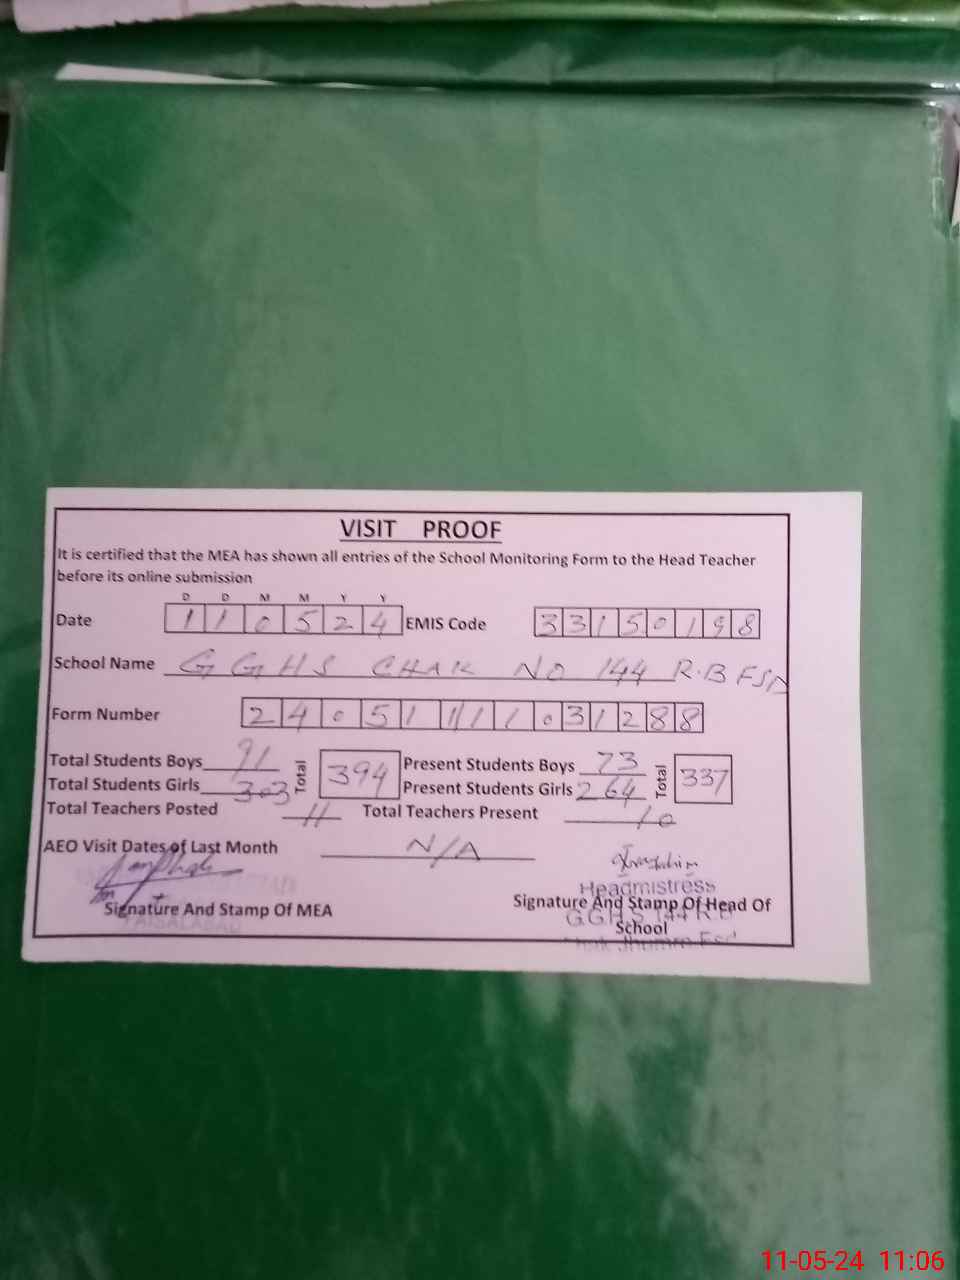 VISIT PROOF
It is certified that the MEA has shown all entries of the School Monitoring Form to the Head Teacher
before its online submission
D D M M Y Y
Date 1 1 0 5 2 4 EMIS Code 3 3 1 5 0 1 9 8
School Name G G H S CHAK NO 144 R.B FSD
Form Number 2 4 0 5 1 1 1 1 0 3 1 2 8 8
Total Students Boys 91 Total 394 Present Students Boys 73 Total 337
Total Students Girls 303 Present Students Girls 264
Total Teachers Posted 11 Total Teachers Present 10
AEO Visit Dates of Last Month N/A
Headmistress
Signature And Stamp Of MEA Signature And Stamp Of Head Of
G.G.H.S 144 R.B
FAISALABAD School
11-05-24 11:06